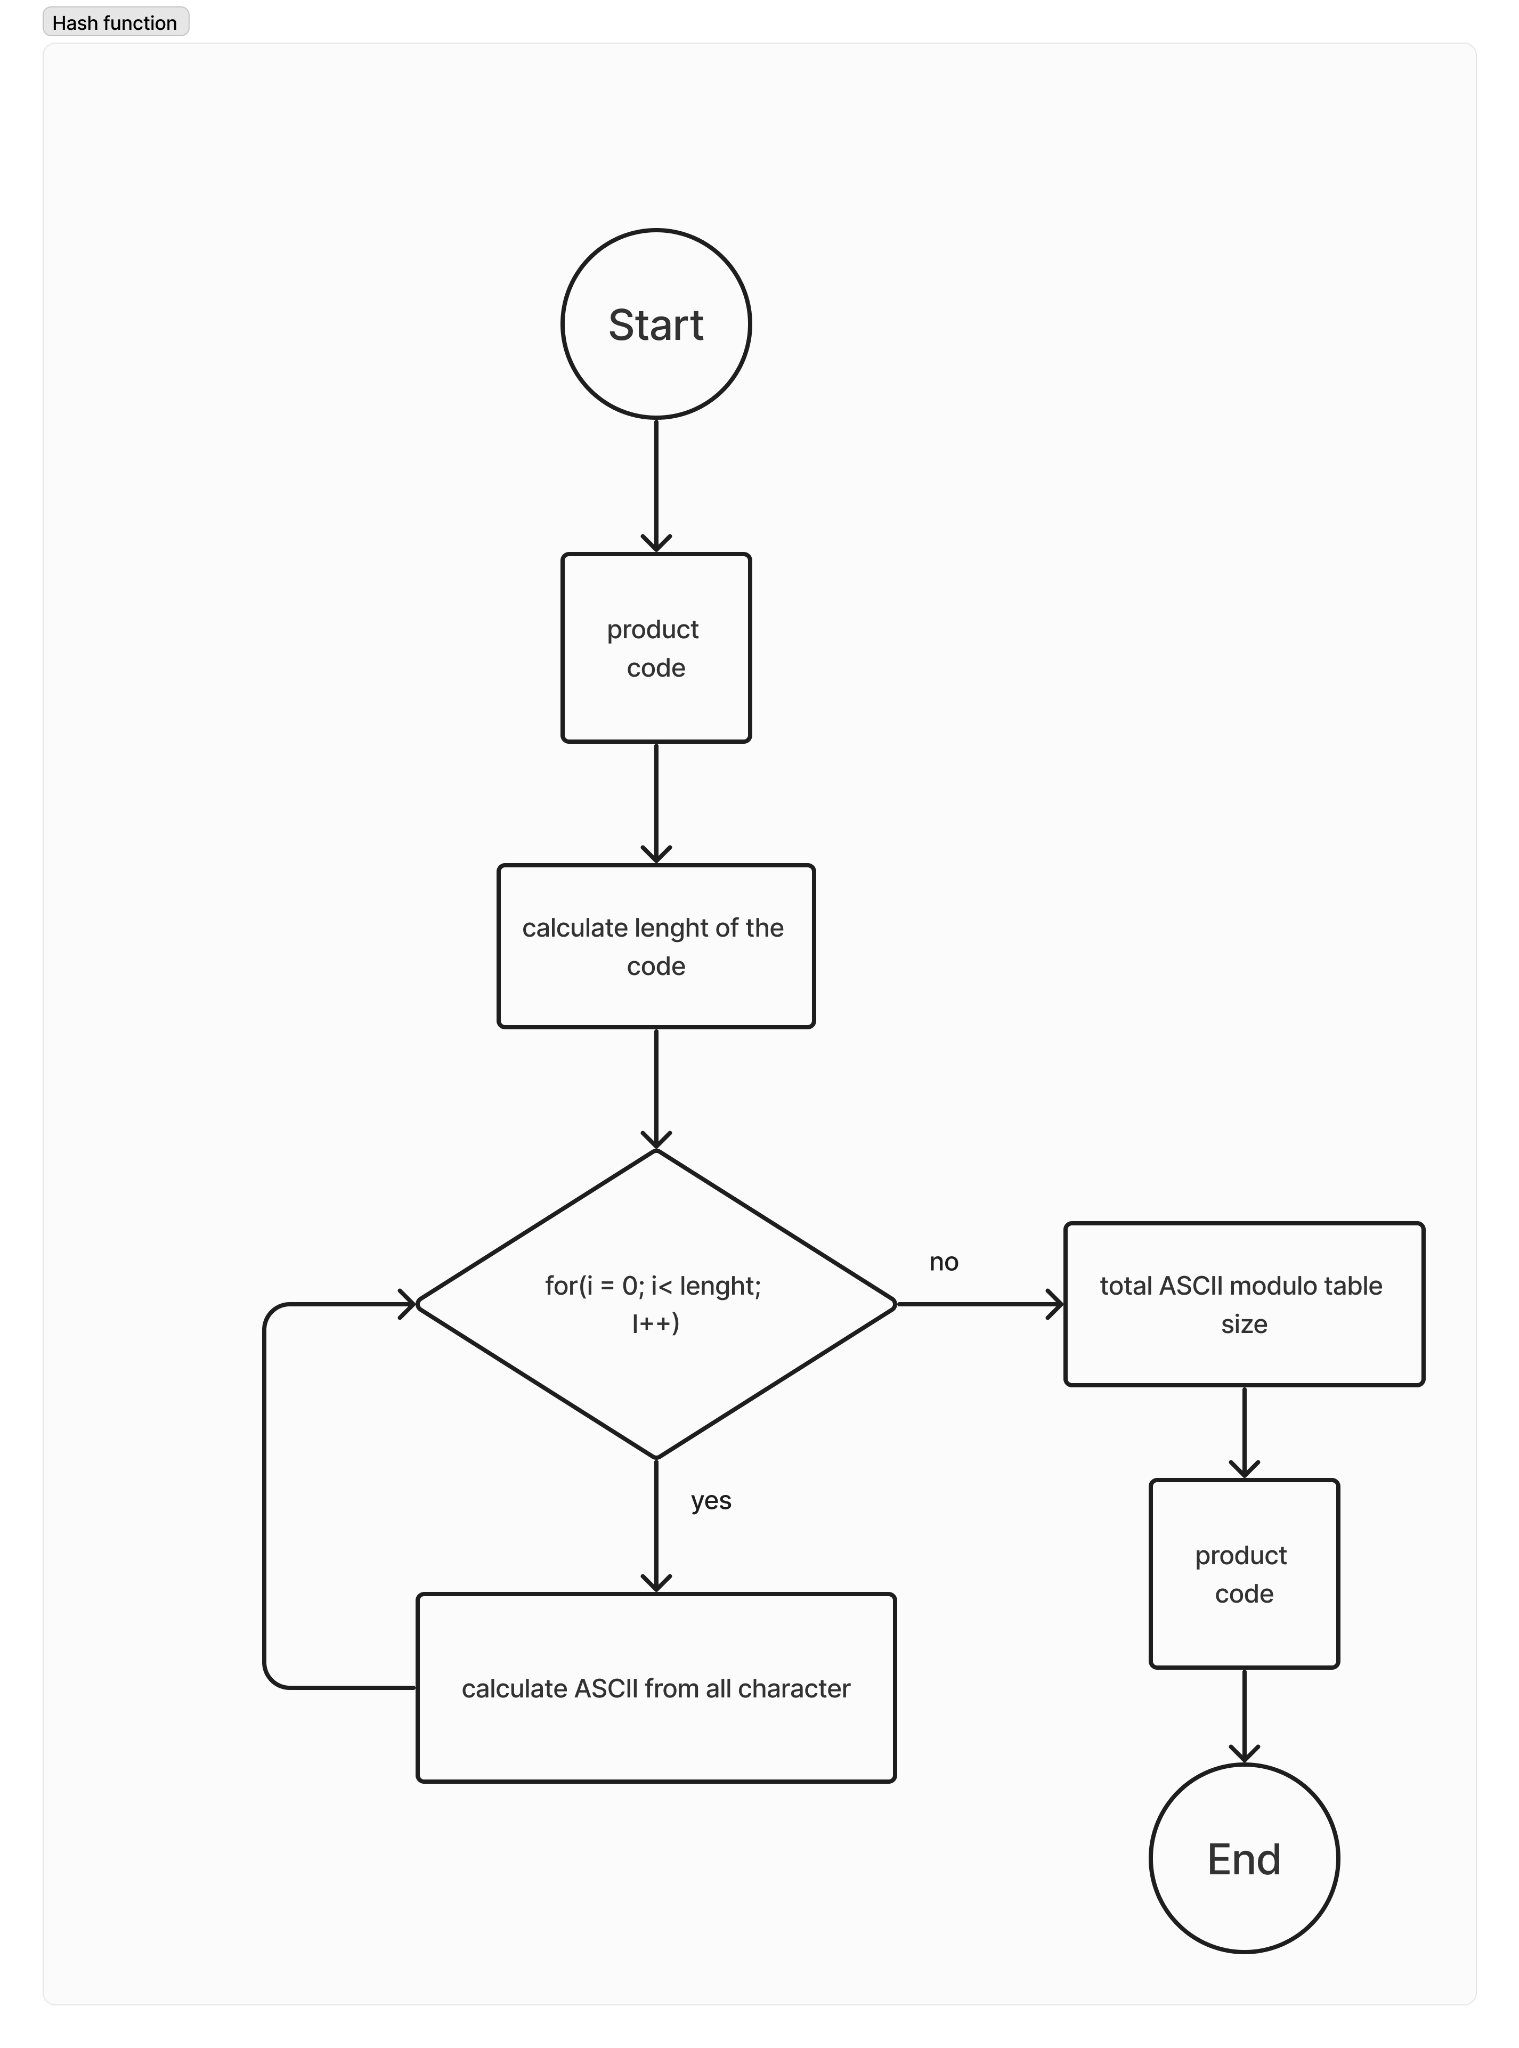 Hash function
Start
product
code
calculate lenght of the
code
for(i = 0; i< lenght;
I++)
no
total ASCII modulo table
size
yes
product
code
calculate ASCII from all character
End